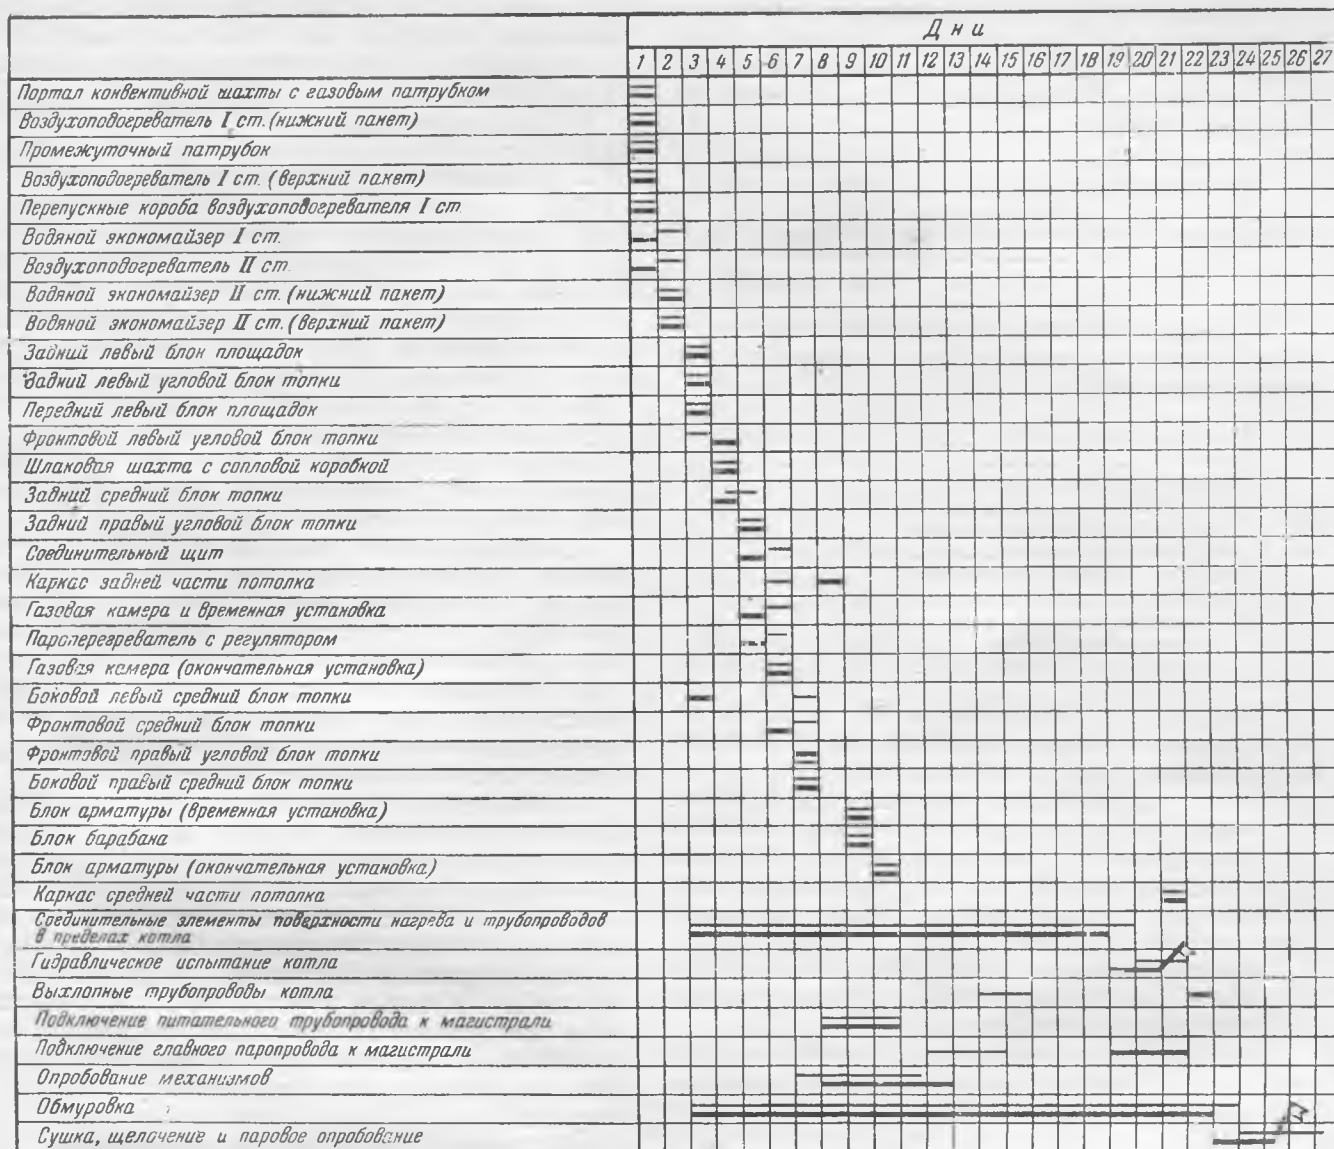 Дни
1 2 3 4 5 6 7 8 9 10 11 12 13 14 15 16 17 18 19 20 21 22 23 24 25 26 27
Портал конвективной шахты с газовым патрубком
Воздухоподогреватель I ст. (нижний пакет)
Промежуточный патрубок
Воздухоподогреватель I ст. (верхний пакет)
Перепускные короба воздухоподогревателя I ст.
Водяной экономайзер I ст.
Воздухоподогреватель II ст.
Водяной экономайзер II ст. (нижний пакет)
Водяной экономайзер II ст. (верхний пакет)
Задний левый блок площадок
Задний левый угловой блок топки
Передний левый блок площадок
Фронтовой левый угловой блок топки
Шлаковая шахта с сопловой коробкой
Задний средний блок топки
Задний правый угловой блок топки
Соединительный щит
Каркас задней части потолка
Газовая камера и временная установка
Пароперегреватель с регулятором
Газовая камера (окончательная установка)
Боковой левый средний блок топки
Фронтовой средний блок топки
Фронтовой правый угловой блок топки
Боковой правый средний блок топки
Блок арматуры (временная установка)
Блок барабана
Блок арматуры (окончательная установка)
Каркас средней части потолка
Соединительные элементы поверхности нагрева и трубопроводов
в пределах котла
Гидравлическое испытание котла
Выхлопные трубопроводы котла
Подключение питательного трубопровода к магистрали
Подключение главного паропровода к магистрали
Опробование механизмов
Обмуровка
Сушка, щелочение и паровое опробование